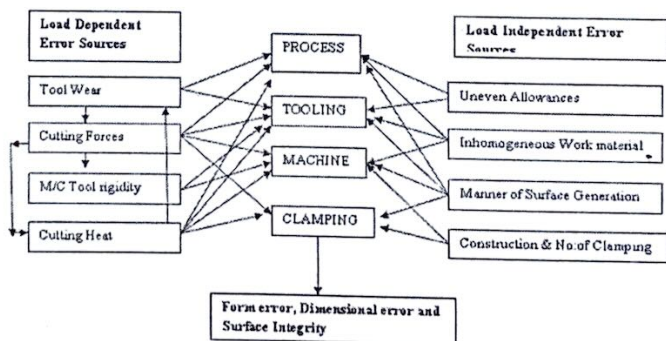 Load Dependent
Error Sources
PROCESS
Load Independent Error
Sources
Tool Wear
TOOLING
Uneven Allowances
Cutting Forces
Inhomogeneous Work material
MACHINE
M/C Tool rigidity
Manner of Surface Generation
CLAMPING
Cutting Heat
Construction & No:of Clamping
Form error, Dimensional error and
Surface Integrity